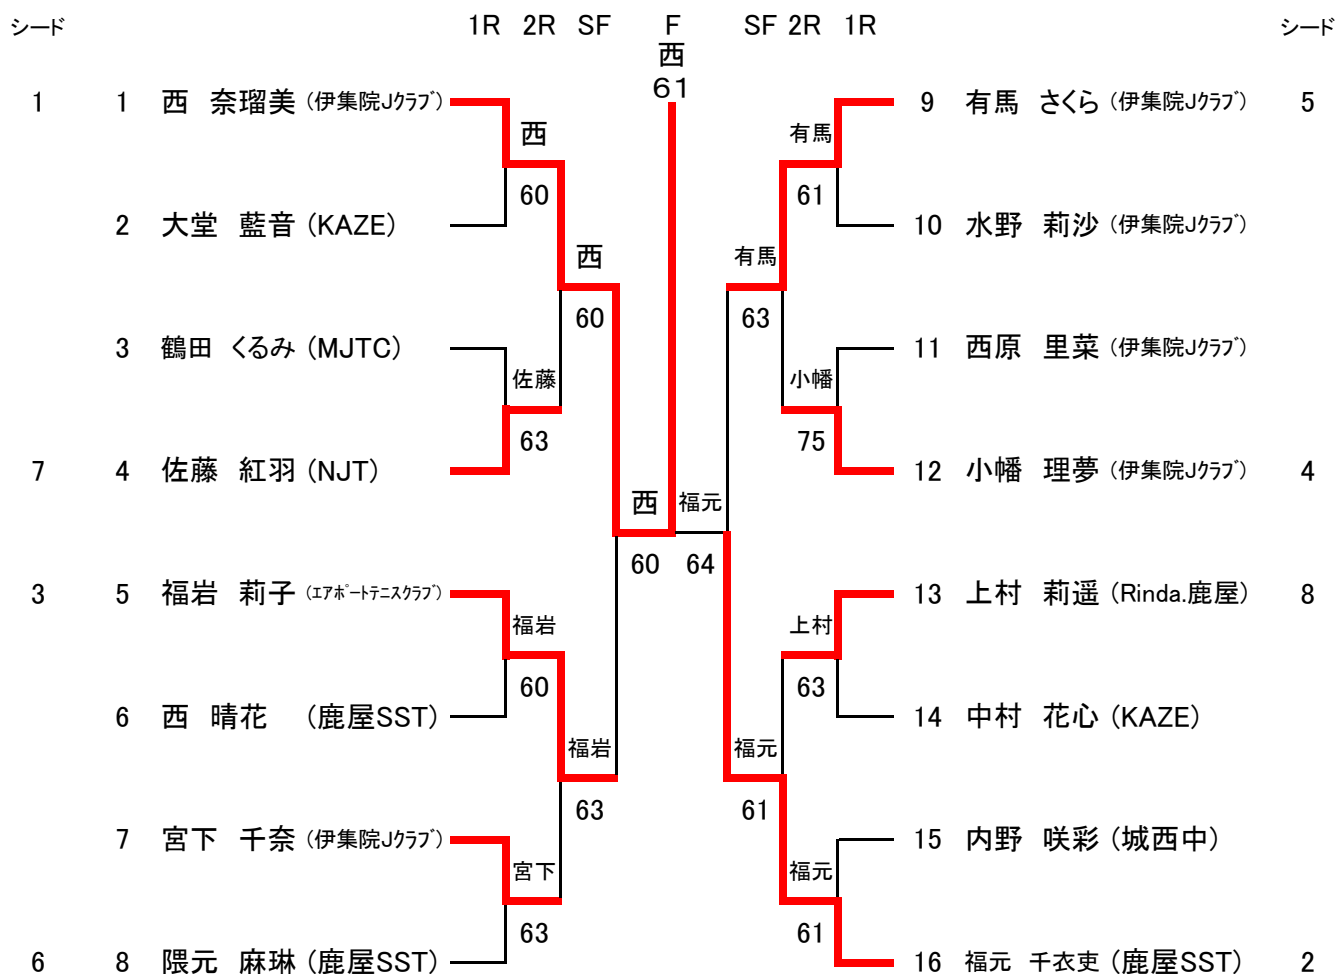 シード 1R 2R SF F SF 2R 1R シード
西
61
1 1 西 奈瑠美 (伊集院Jクラブ) 9 有馬 さくら (伊集院Jクラブ) 5
西 有馬
60 61
2 大堂 藍音 (KAZE) 10 水野 莉沙 (伊集院Jクラブ)
西 有馬
60 63
3 鶴田 くるみ (MJTC) 11 西原 里菜 (伊集院Jクラブ)
佐藤 小幡
63 75
7 4 佐藤 紅羽 (NJT) 12 小幡 理夢 (伊集院Jクラブ) 4
西 福元
60 64
3 5 福岩 莉子 (エアポートテニスクラブ) 13 上村 莉遥 (Rinda.鹿屋) 8
福岩 上村
60 63
6 西 晴花 (鹿屋SST) 14 中村 花心 (KAZE)
福岩 福元
63 61
7 宮下 千奈 (伊集院Jクラブ) 15 内野 咲彩 (城西中)
宮下 福元
63 61
6 8 隈元 麻琳 (鹿屋SST) 16 福元 千衣吏 (鹿屋SST) 2